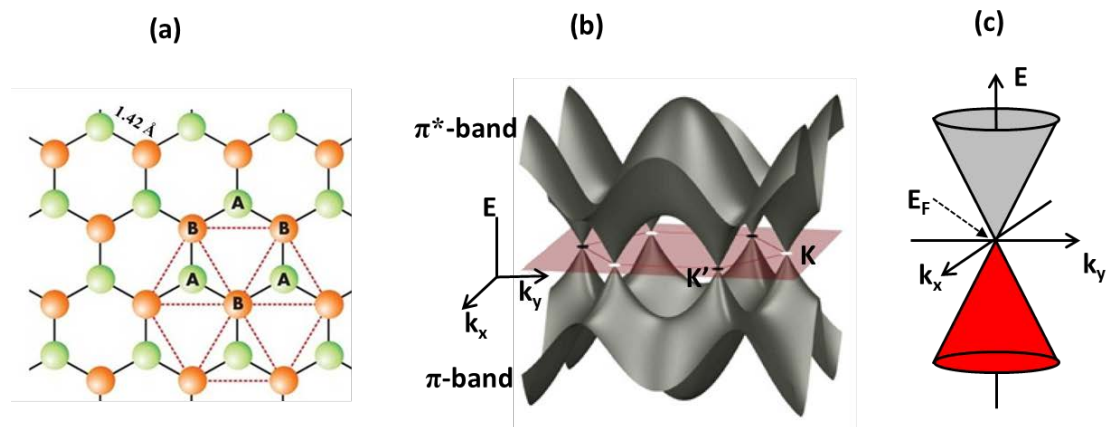 (a)
(b)
(c)
1.42 Å
A
B
B
A
A
B
π*-band
E
K
K'
k_y
k_x
π-band
E
E_F
k_x
k_y